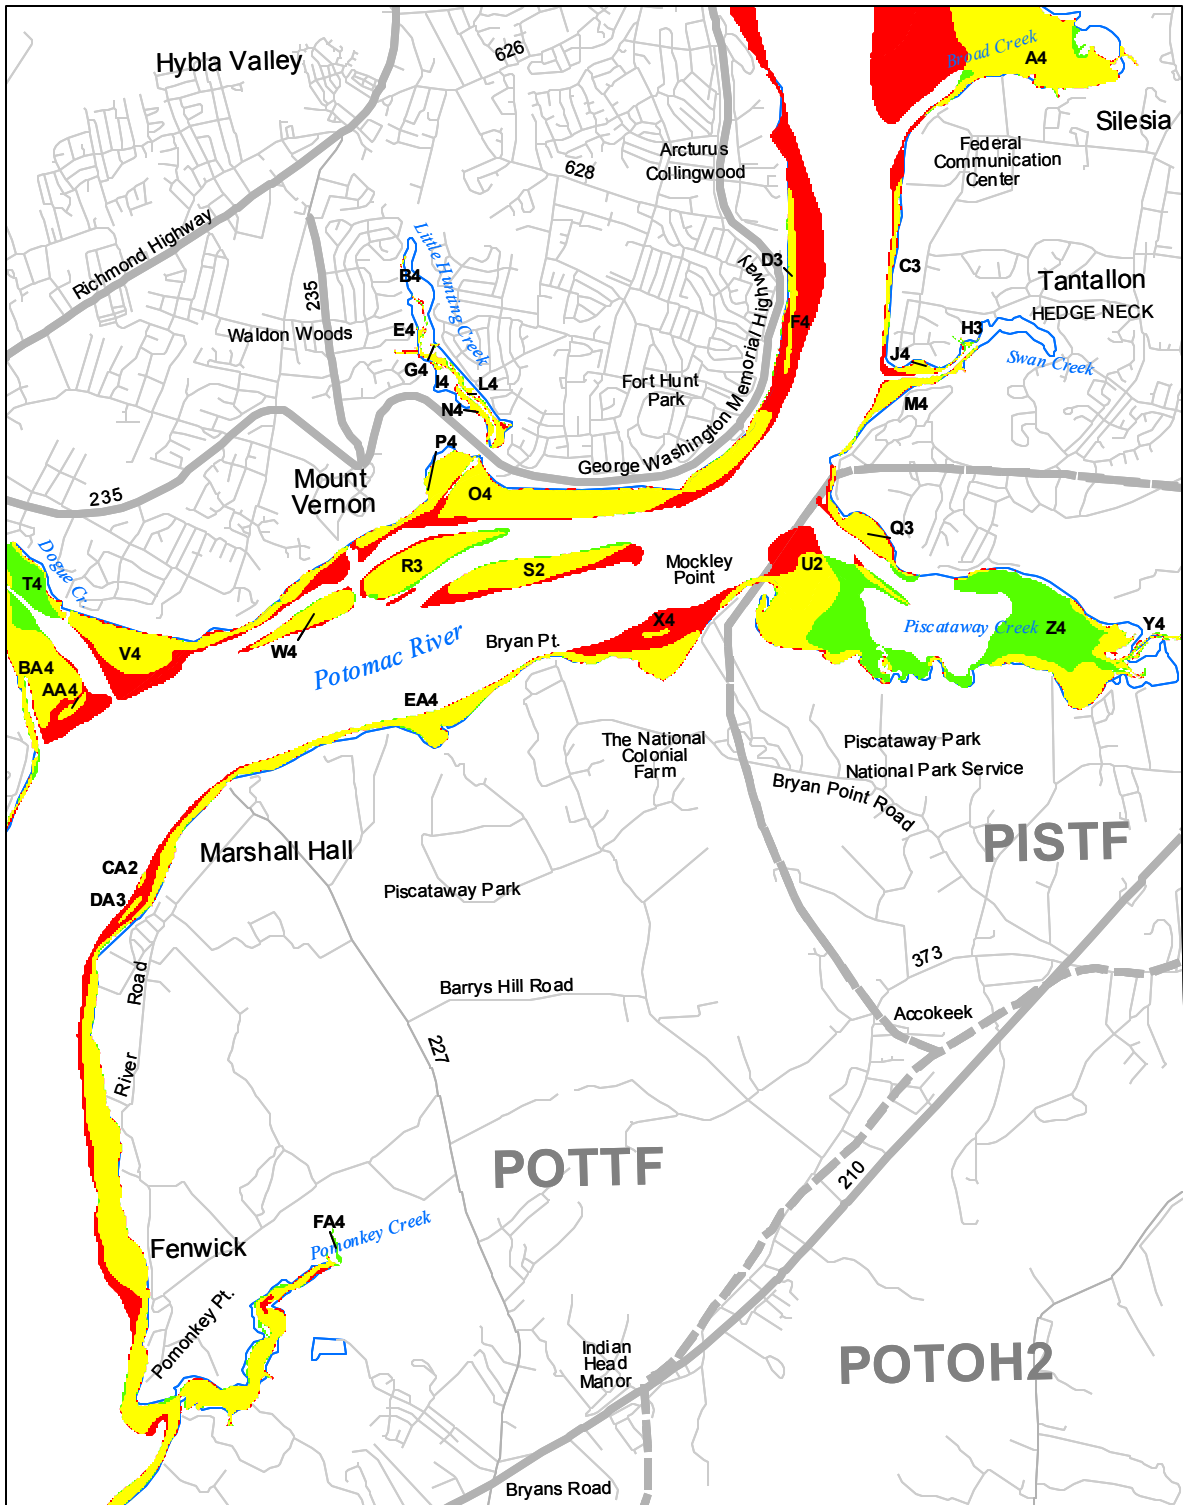 626
Hybla Valley
Broad Creek
A4
Silesia
Arcturus
Collingwood
Federal
Communication
Center
628
Richmond Highway
Little Hunting Creek
B4
D3
C3
235
Tantallon
HEDGE NECK
H3
Waldon Woods
E4
F4
J4
Swan Creek
G4
I4
L4
Fort Hunt
Park
M4
N4
George Washington Memorial Highway
P4
Mount
Vernon
235
O4
Q3
Dogue Cr.
T4
R3
S2
Mockley
Point
U2
X4
Piscataway Creek
Z4
Y4
V4
W4
Potomac River
Bryan Pt.
BA4
AA4
EA4
The National
Colonial
Farm
Piscataway Park
National Park Service
Bryan Point Road
PISTF
Marshall Hall
CA2
DA3
Piscataway Park
373
River Road
Barrys Hill Road
Accokeek
227
POTTF
210
FA4
Pomonkey Creek
Fenwick
Pomonkey Pt.
Indian
Head
Manor
POTOH2
Bryans Road